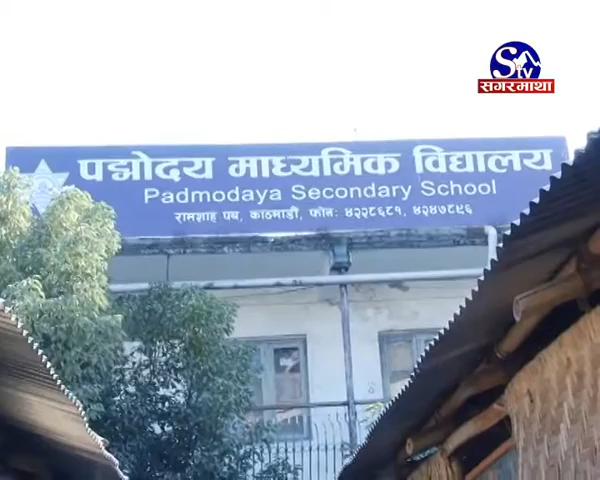 STV
सगरमाथा
पद्मोदय माध्यमिक विद्यालय
Padmodaya Secondary School
रामशाह पथ, काठमाडौं, फोन: ४२२८६८१, ४२४७८९६